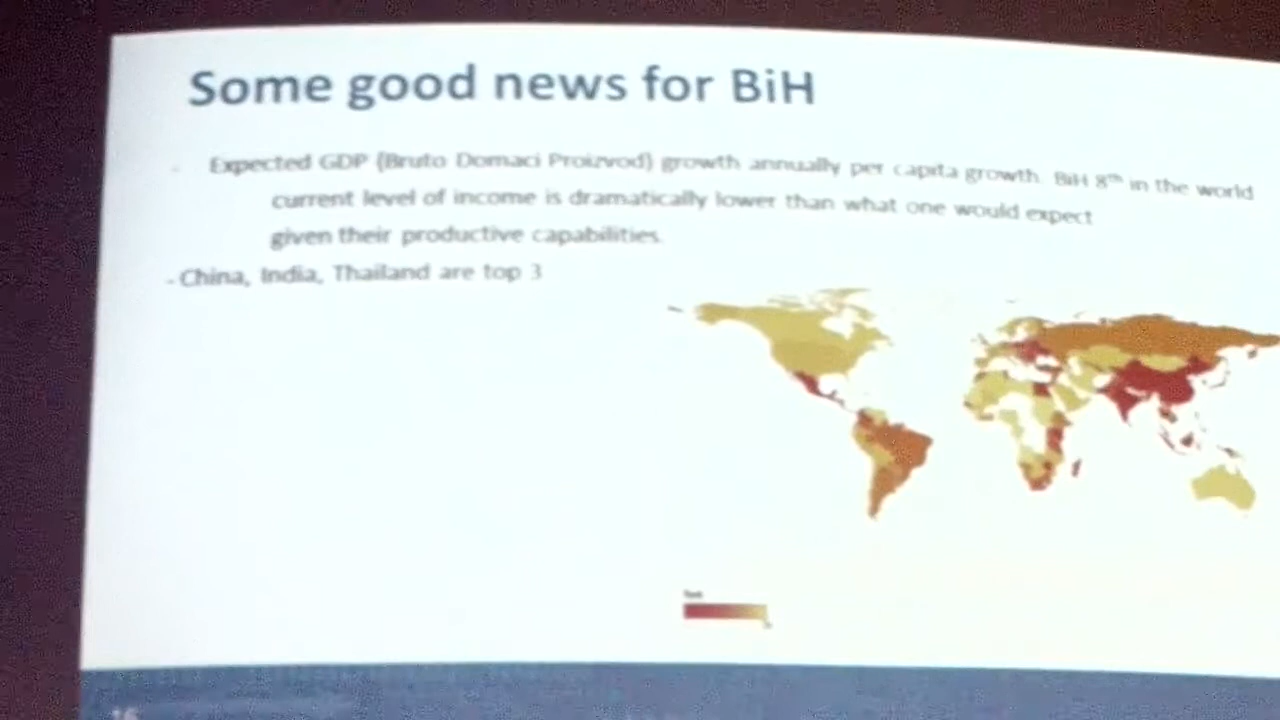 Some good news for BiH
- Expected GDP (Bruto Domaci Proizvod) growth annually per capita growth. BiH 8th in the world
current level of income is dramatically lower than what one would expect
given their productive capabilities.
- China, India, Thailand are top 3
16